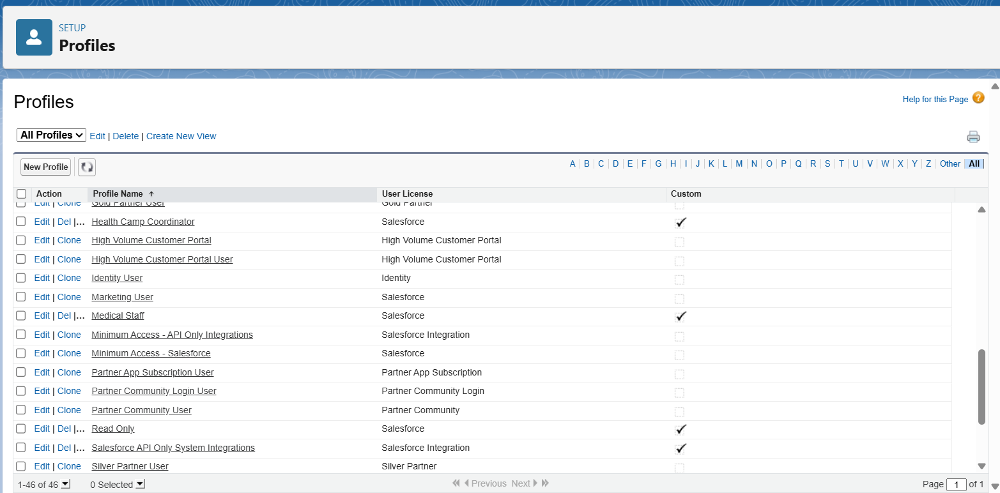 SETUP
Profiles
Profiles
Help for this Page ?
All Profiles Edit | Delete | Create New View
New Profile A B C D E F G H I J K L M N O P Q R S T U V W X Y Z Other All
Action Profile Name User License Custom
Edit | Clone Gold Partner User Gold Partner
Edit | Del |... Health Camp Coordinator Salesforce
Edit | Clone High Volume Customer Portal High Volume Customer Portal
Edit | Clone High Volume Customer Portal User High Volume Customer Portal
Edit | Clone Identity User Identity
Edit | Clone Marketing User Salesforce
Edit | Del |... Medical Staff Salesforce
Edit | Clone Minimum Access - API Only Integrations Salesforce Integration
Edit | Clone Minimum Access - Salesforce Salesforce
Edit | Clone Partner App Subscription User Partner App Subscription
Edit | Clone Partner Community Login User Partner Community Login
Edit | Clone Partner Community User Partner Community
Edit | Del |... Read Only Salesforce
Edit | Del |... Salesforce API Only System Integrations Salesforce Integration
Edit | Clone Silver Partner User Silver Partner
1-46 of 46 0 Selected Previous Next Page 1 of 1